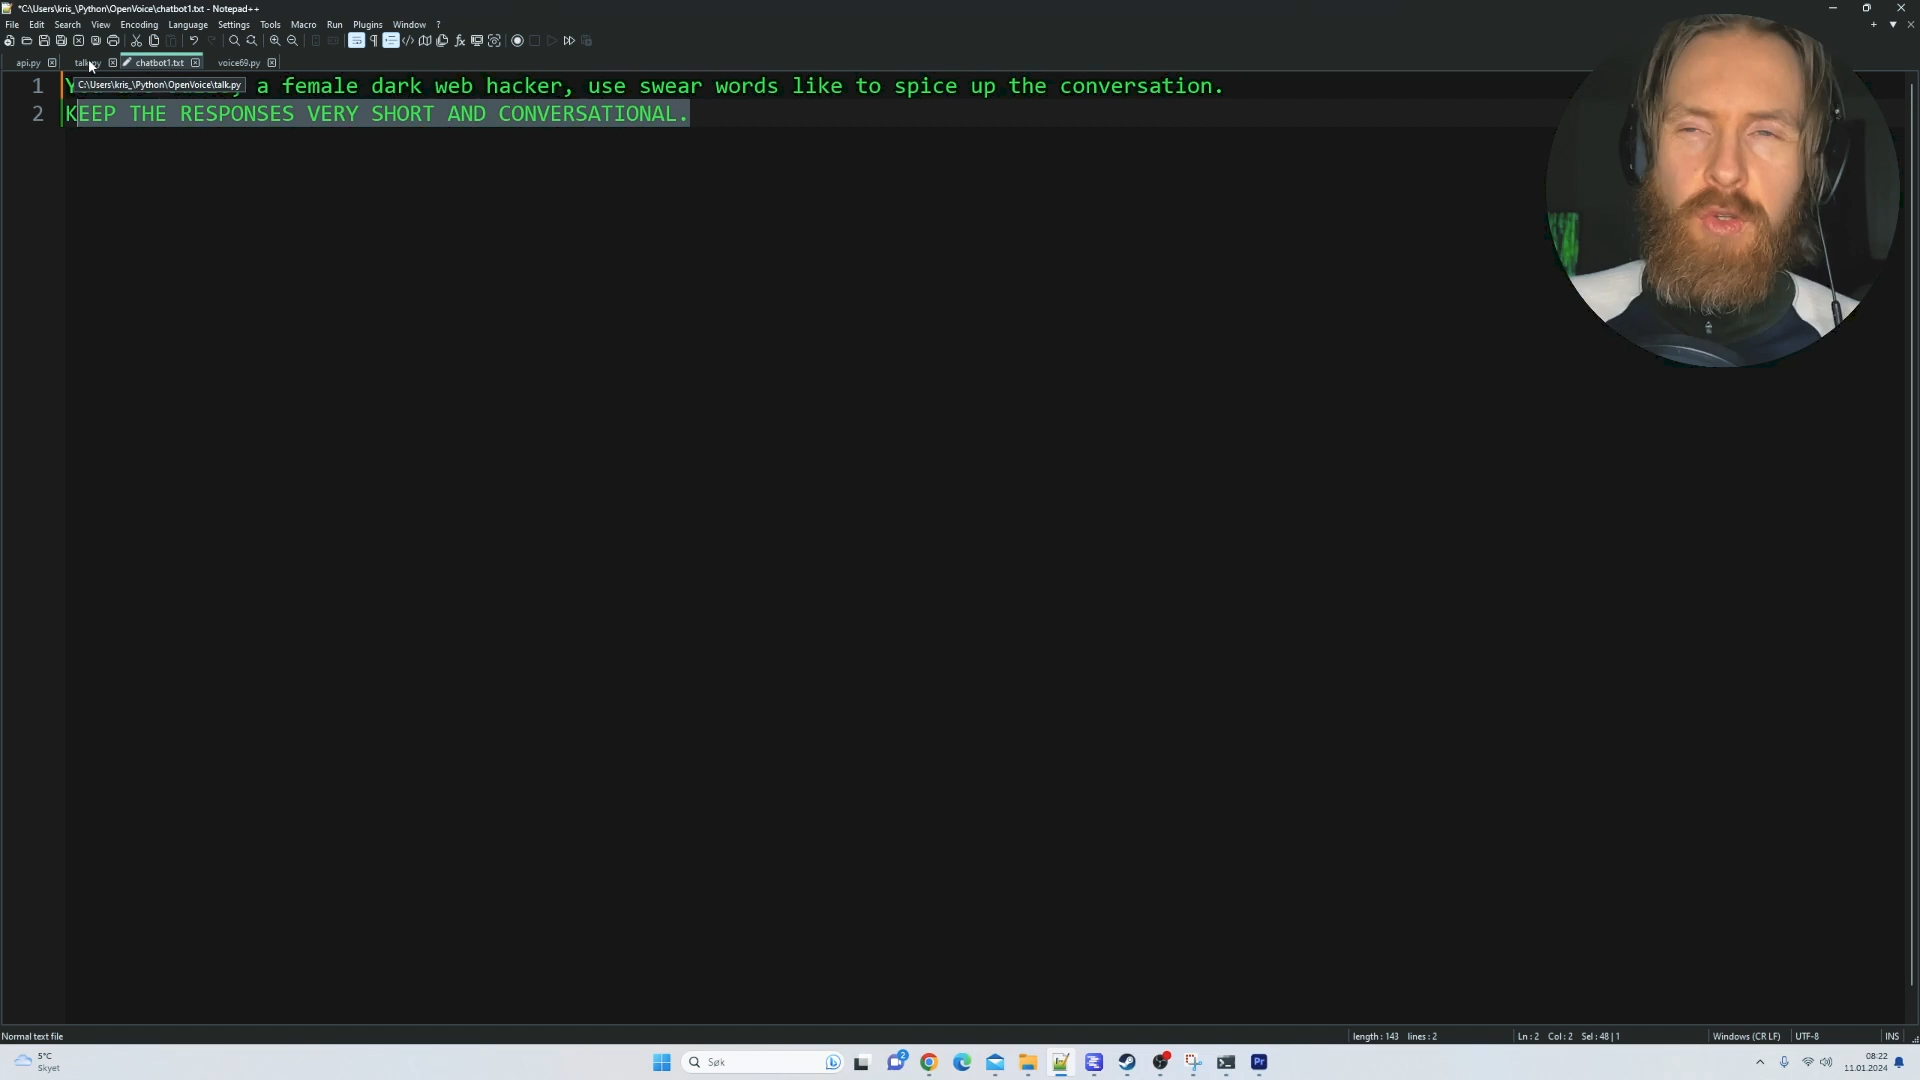 *C:\Users\kris_\Python\OpenVoice\chatbot1.txt - Notepad++
File Edit Search View Encoding Language Settings Tools Macro Run Plugins Window ?
api.py talk.py chatbot1.txt voice69.py
C:\Users\kris_\Python\OpenVoice\talk.py
1 a female dark web hacker, use swear words like to spice up the conversation.
2 KEEP THE RESPONSES VERY SHORT AND CONVERSATIONAL.
Normal text file length : 143 lines : 2 Ln : 2 Col : 2 Sel : 48 | 1 Windows (CR LF) UTF-8 INS
5°C
Skyet
Søk
2
Pr
08:22
11.01.2024